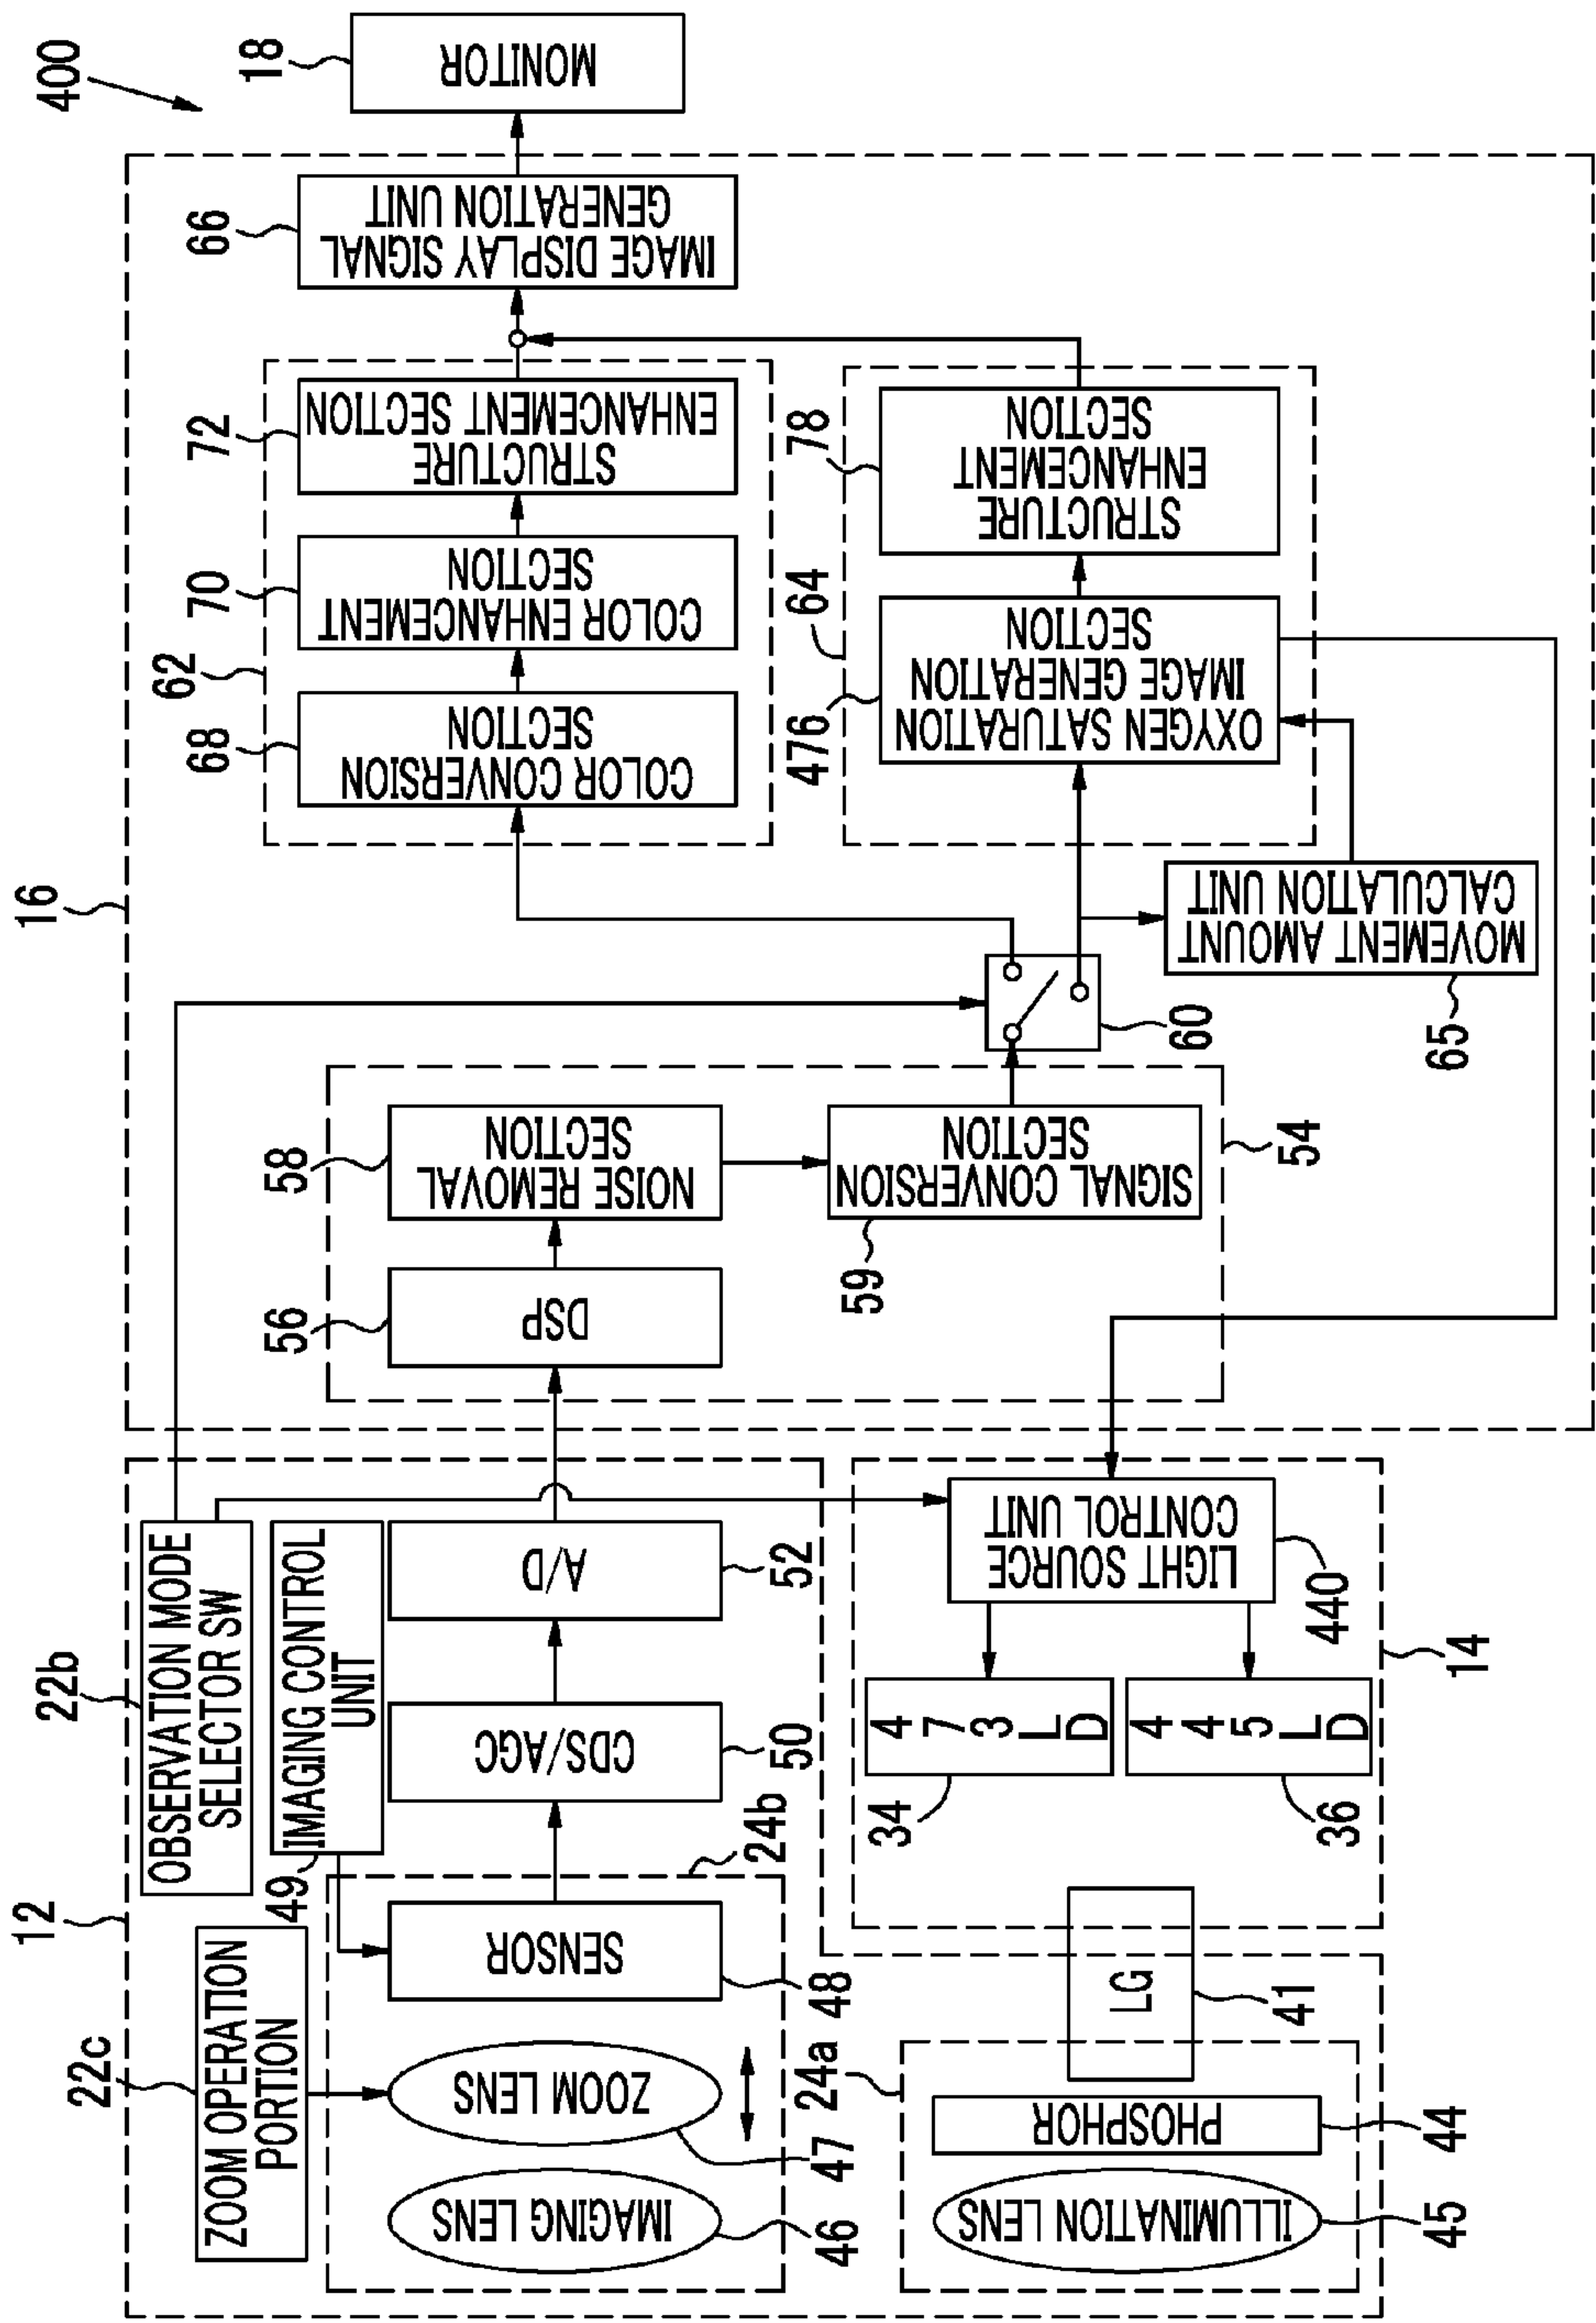 400
12
22c
ZOOM OPERATION
PORTION
22b
OBSERVATION MODE
SELECTOR SW
49
IMAGING CONTROL
UNIT
IMAGING LENS
46
ZOOM LENS
47
SENSOR
48
24b
CDS/AGC
50
A/D
52
24a
ILLUMINATION LENS
45
PHOSPHOR
44
LG
41
14
34
473LD
36
445LD
LIGHT SOURCE
CONTROL UNIT
440
16
54
56
DSP
58
NOISE REMOVAL
SECTION
59
SIGNAL CONVERSION
SECTION
60
65
MOVEMENT AMOUNT
CALCULATION UNIT
62
68
COLOR CONVERSION
SECTION
70
COLOR ENHANCEMENT
SECTION
72
STRUCTURE
ENHANCEMENT SECTION
64
476
OXYGEN SATURATION
IMAGE GENERATION
SECTION
78
STRUCTURE
ENHANCEMENT
SECTION
66
IMAGE DISPLAY SIGNAL
GENERATION UNIT
18
MONITOR